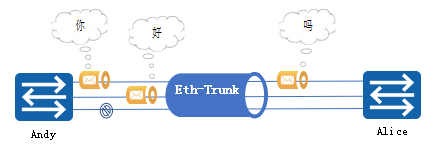 你
好
吗
Eth-Trunk
Andy
Alice